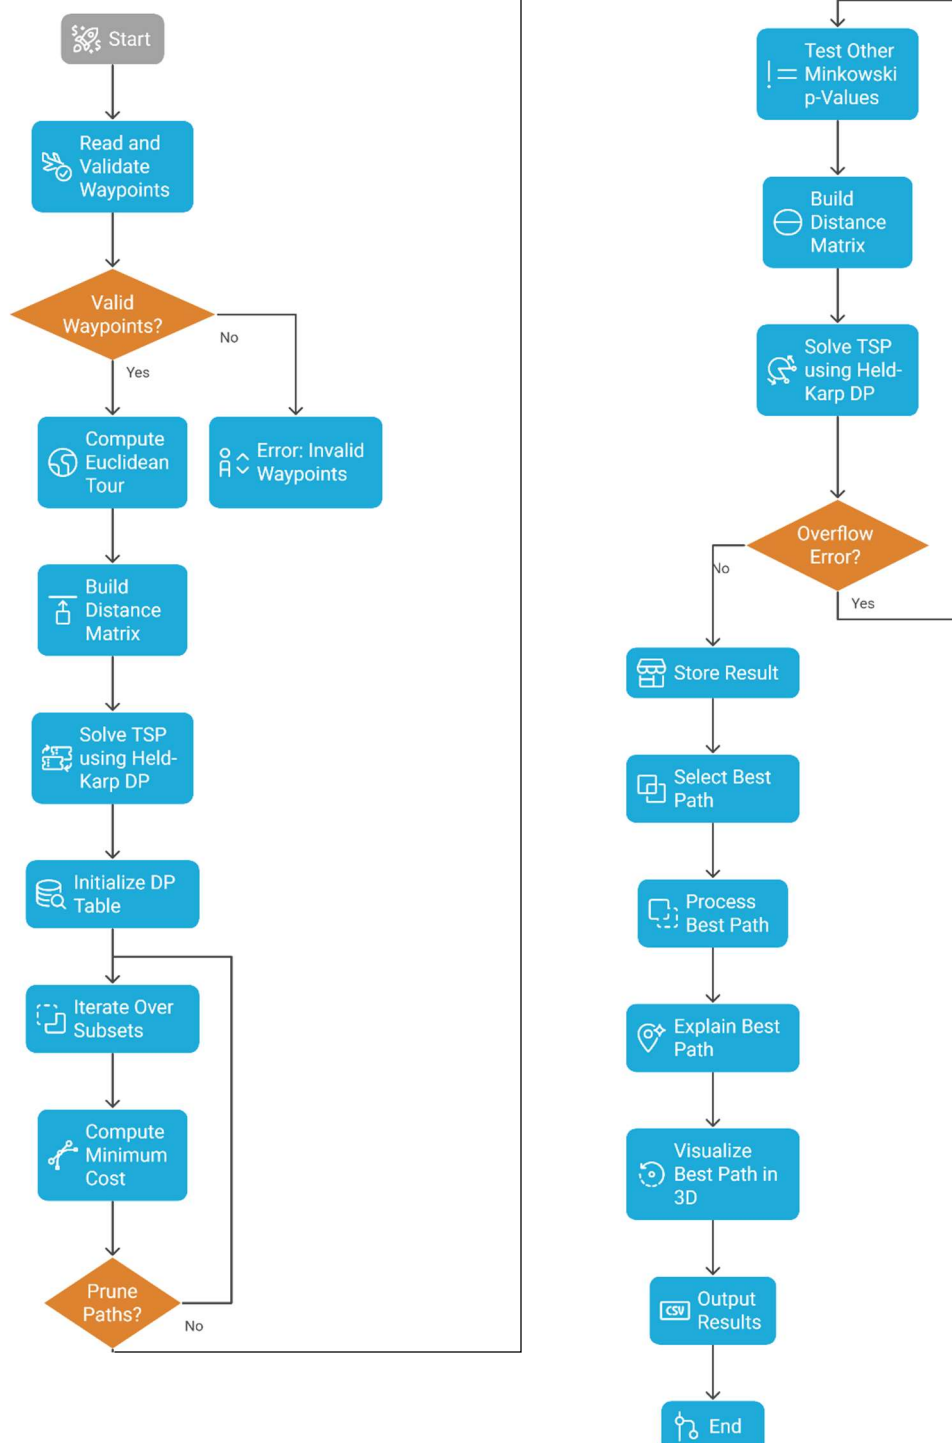 Start
Read and
Validate
Waypoints
Valid
Waypoints?
No
Yes
Compute
Euclidean
Tour
Error: Invalid
Waypoints
Build
Distance
Matrix
Solve TSP
using Held-
Karp DP
Initialize DP
Table
Iterate Over
Subsets
Compute
Minimum
Cost
Prune
Paths?
No
Test Other
Minkowski
p-Values
Build
Distance
Matrix
Solve TSP
using Held-
Karp DP
Overflow
Error?
No
Yes
Store Result
Select Best
Path
Process
Best Path
Explain Best
Path
Visualize
Best Path in
3D
CSV
Output
Results
End